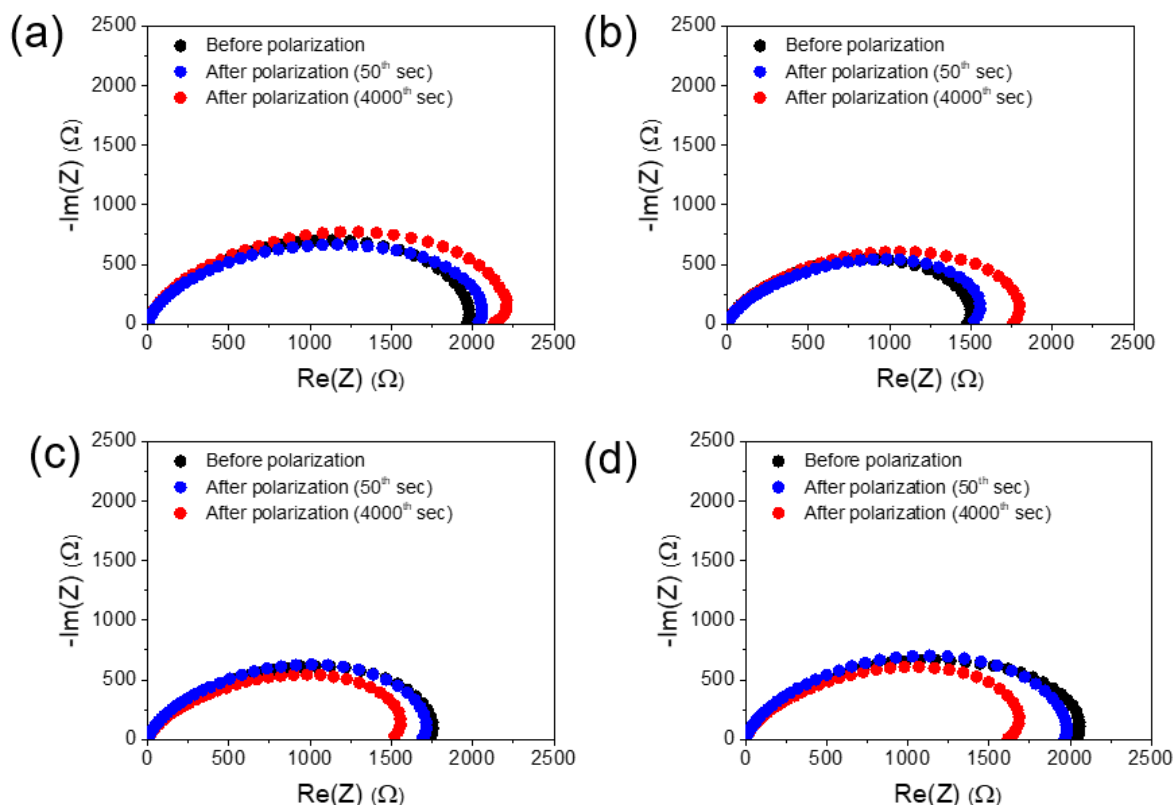 (a)
2500
2000
1500
1000
500
0
-Im(Z) (Ω)
Before polarization
After polarization (50th sec)
After polarization (4000th sec)
0 500 1000 1500 2000 2500
Re(Z) (Ω)
(b)
2500
2000
1500
1000
500
0
-Im(Z) (Ω)
Before polarization
After polarization (50th sec)
After polarization (4000th sec)
0 500 1000 1500 2000 2500
Re(Z) (Ω)
(c)
2500
2000
1500
1000
500
0
-Im(Z) (Ω)
Before polarization
After polarization (50th sec)
After polarization (4000th sec)
0 500 1000 1500 2000 2500
Re(Z) (Ω)
(d)
2500
2000
1500
1000
500
0
-Im(Z) (Ω)
Before polarization
After polarization (50th sec)
After polarization (4000th sec)
0 500 1000 1500 2000 2500
Re(Z) (Ω)